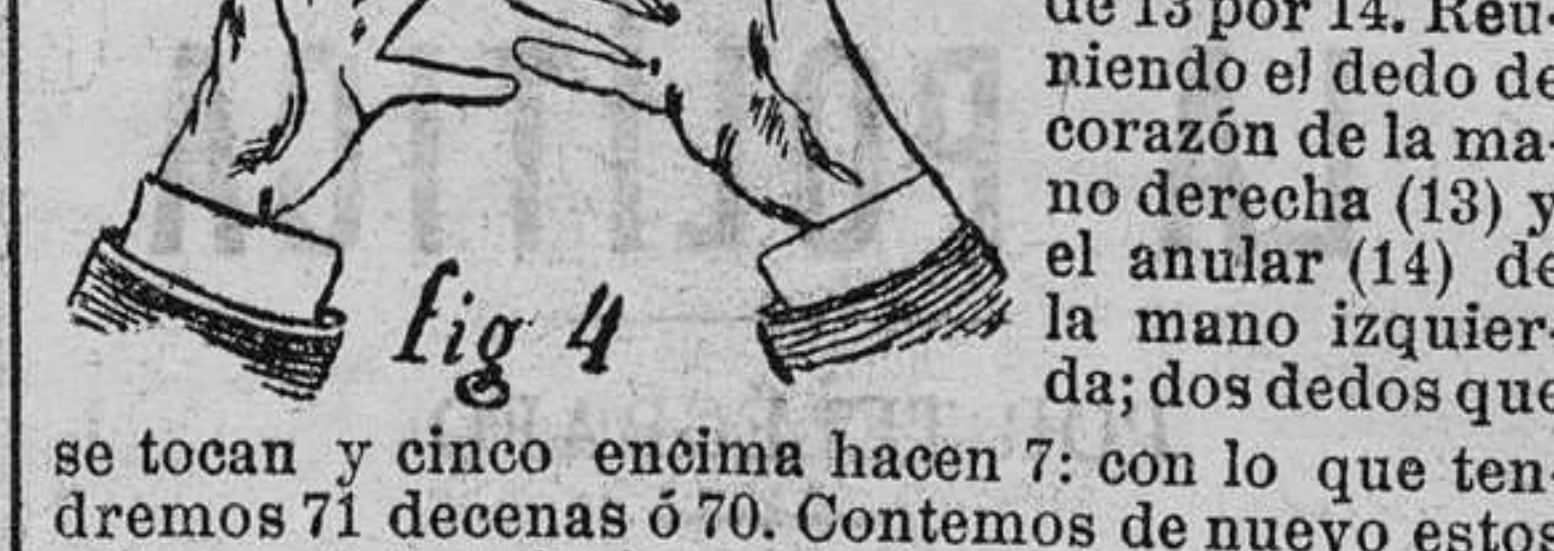 de 13 por 14. Reu-
niendo el dedo de
corazón de la ma-
no derecha (13) y
el anular (14) de
la mano izquier-
da; dos dedos que
fig 4
se tocan y cinco encima hacen 7: con lo que ten-
dremos 71 decenas ó 70. Contemos de nuevo estos